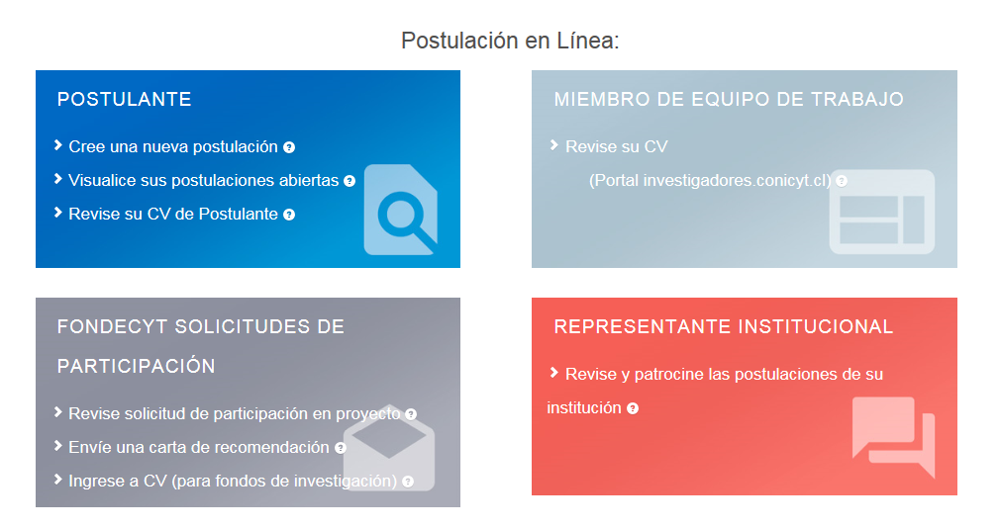 Postulación en Línea:
POSTULANTE
Cree una nueva postulación ?
Visualice sus postulaciones abiertas ?
Revise su CV de Postulante ?
MIEMBRO DE EQUIPO DE TRABAJO
Revise su CV
(Portal investigadores.conicyt.cl) ?
FONDECYT SOLICITUDES DE
PARTICIPACIÓN
Revise solicitud de participación en proyecto ?
Envíe una carta de recomendación ?
Ingrese a CV (para fondos de investigación) ?
REPRESENTANTE INSTITUCIONAL
Revise y patrocine las postulaciones de su
institución ?